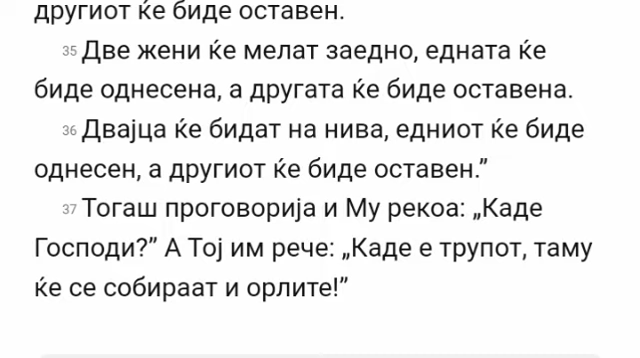 другиот ќе биде оставен.
35 Две жени ќе мелат заедно, едната ќе
биде однесена, а другата ќе биде оставена.
36 Двајца ќе бидат на нива, едниот ќе биде
однесен, а другиот ќе биде оставен.”
37 Тогаш проговорија и Му рекоа: „Каде
Господи?” А Тој им рече: „Каде е трупот, таму
ќе се собираат и орлите!”